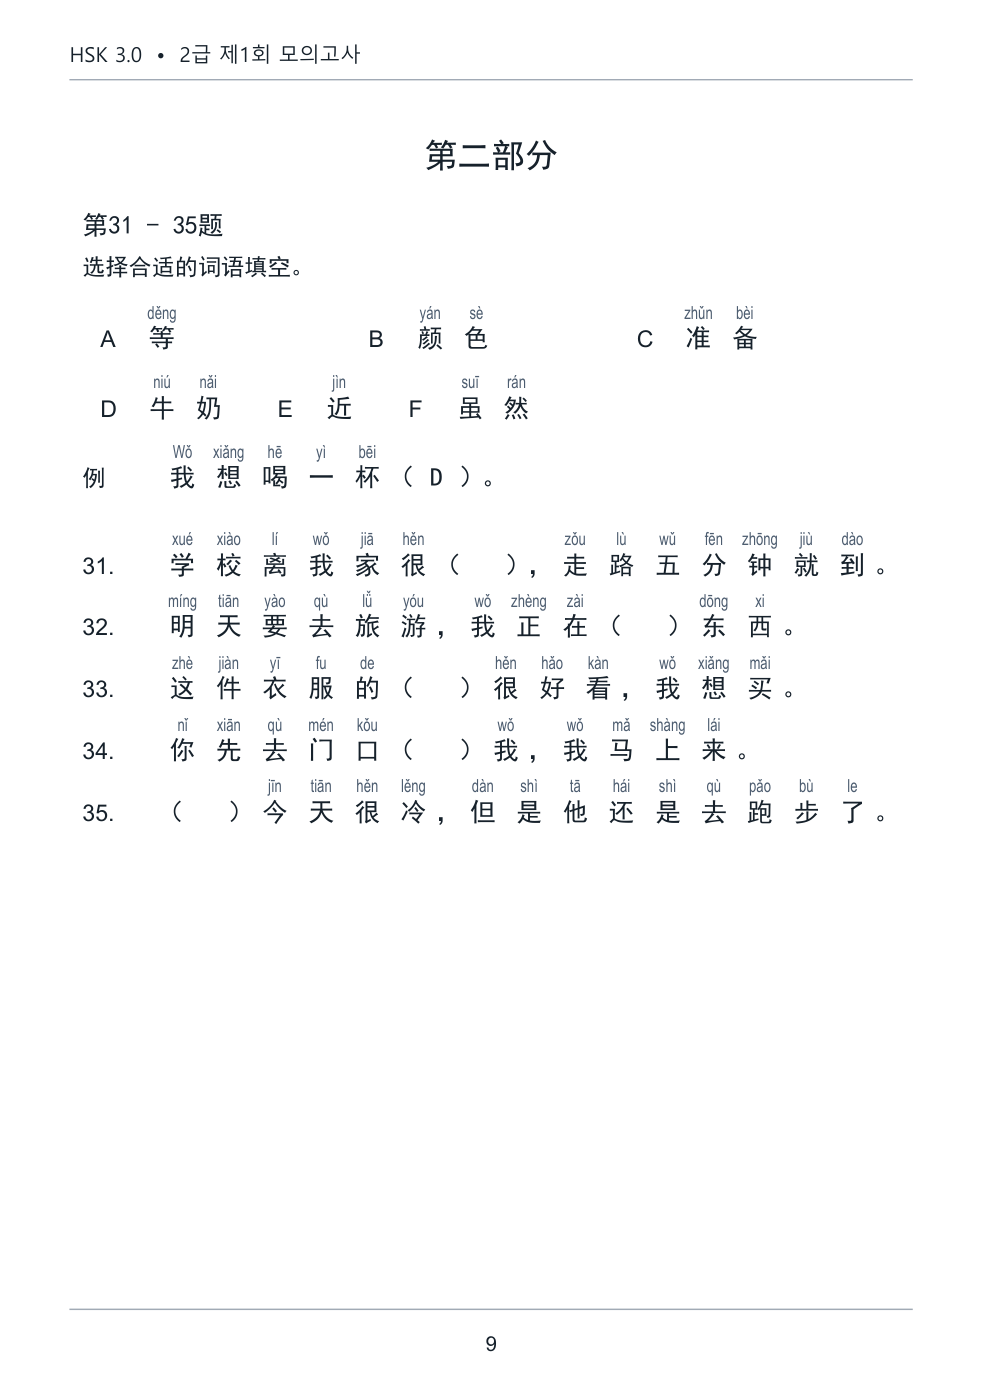 HSK 3.0 • 2급 제1회 모의고사
第二部分
第31 - 35题
选择合适的词语填空。
děng yán sè zhǔn bèi
A 等 B 颜色 C 准备
niú nǎi jìn suī rán
D 牛奶 E 近 F 虽然
Wǒ xiǎng hē yì bēi
例 我想喝一杯（ D ）。
xué xiào lí wǒ jiā hěn zǒu lù wǔ fēn zhōng jiù dào
31. 学校离我家很（ ），走路五分钟就到。
míng tiān yào qù lǚ yóu wǒ zhèng zài dōng xi
32. 明天要去旅游，我正在（ ）东西。
zhè jiàn yī fu de hěn hǎo kàn wǒ xiǎng mǎi
33. 这件衣服的（ ）很好看，我想买。
nǐ xiān qù mén kǒu wǒ wǒ mǎ shàng lái
34. 你先去门口（ ）我，我马上来。
jīn tiān hěn lěng dàn shì tā hái shì qù pǎo bù le
35. （ ）今天很冷，但是他还是去跑步了。
9